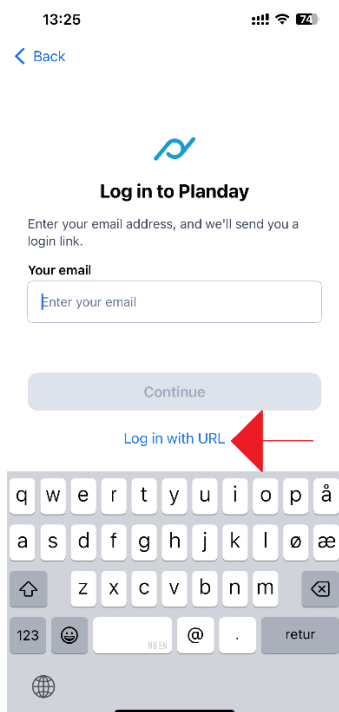 13:25
74
Back
Log in to Planday
Enter your email address, and we'll send you a
login link.
Your email
Enter your email
Continue
Log in with URL
q w e r t y u i o p å
a s d f g h j k l ø æ
z x c v b n m
123 NB EN @ . retur